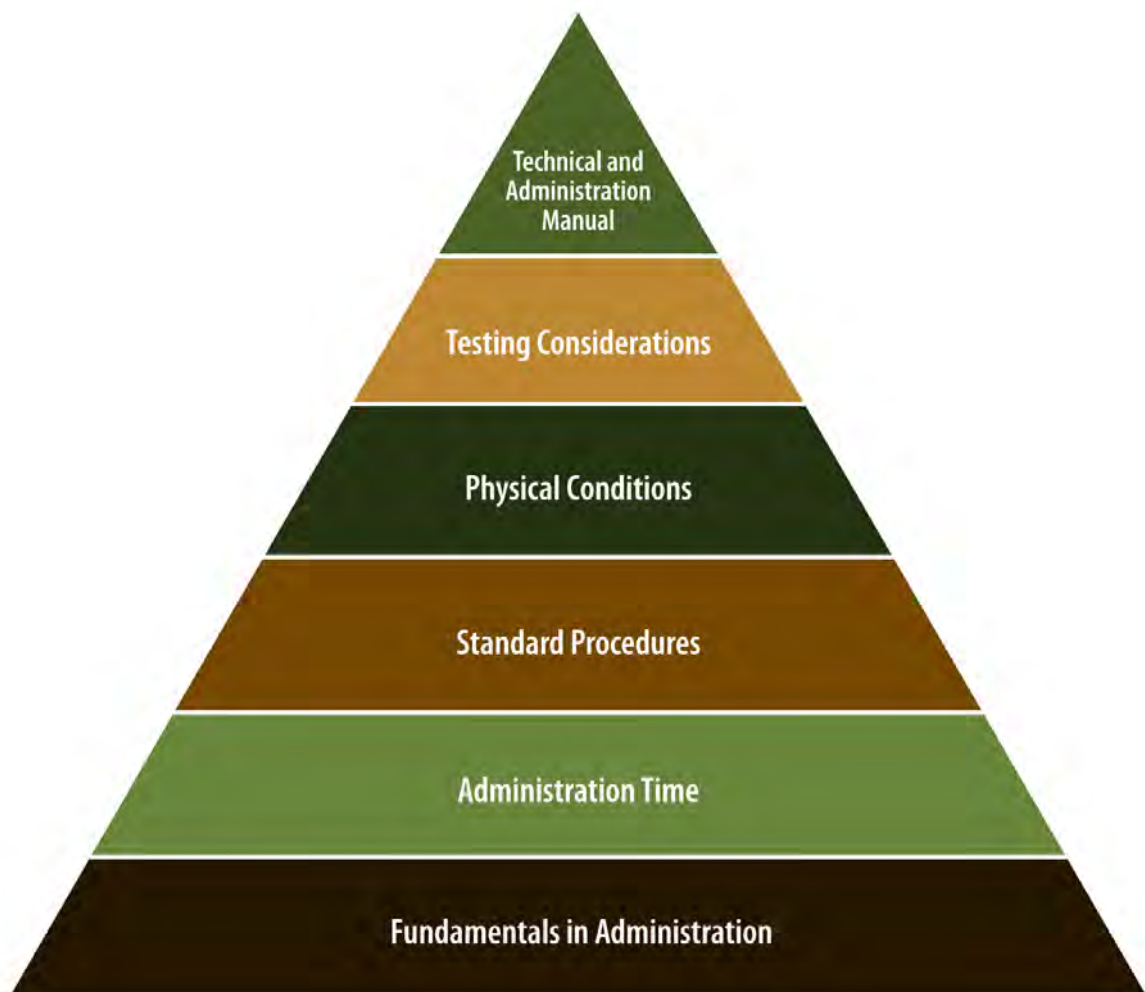 Technical and
Administration
Manual
Testing Considerations
Physical Conditions
Standard Procedures
Administration Time
Fundamentals in Administration